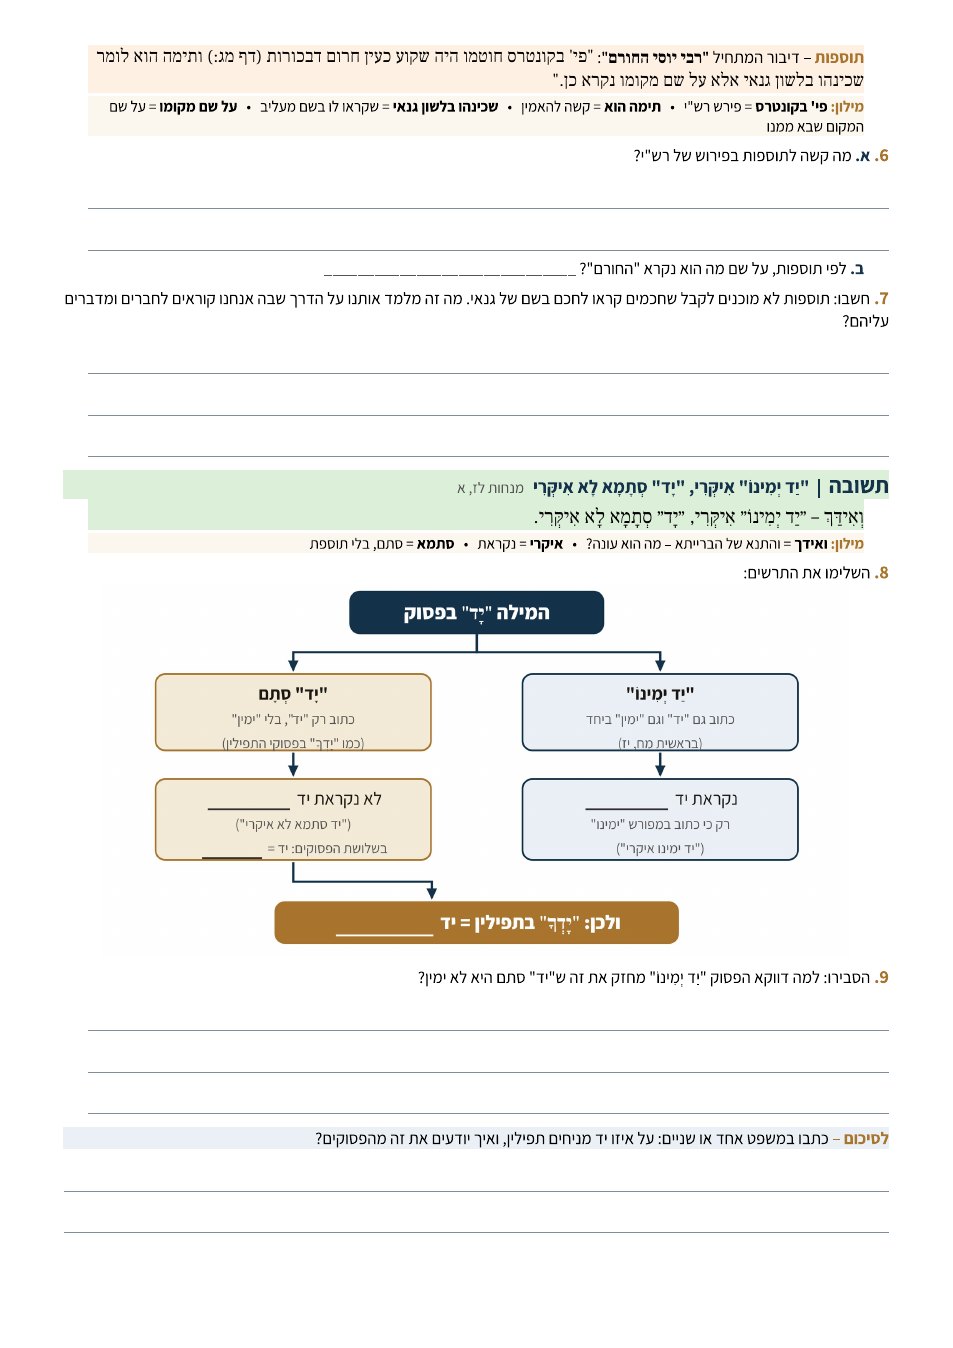 תוספות – דיבור המתחיל "רבי יוסי החורם": "פי' בקונטרס חוטמו היה שקוע כעין חרום דבכורות (דף מג:) ותימה הוא לומר
שכינהו בלשון גנאי אלא על שם מקומו נקרא כן."
מילון: פי' בקונטרס = פירש רש"י • תימה הוא = קשה להאמין • שכינהו בלשון גנאי = שקראו לו בשם מעליב • על שם מקומו = על שם
המקום שבא ממנו
6. א. מה קשה לתוספות בפירוש של רש"י?
ב. לפי תוספות, על שם מה הוא נקרא "החורם"? ____________________________
7. חשבו: תוספות לא מוכנים לקבל שחכמים קראו לחכם בשם של גנאי. מה זה מלמד אותנו על הדרך שבה אנחנו קוראים לחברים ומדברים
עליהם?
תשובה | "יַד יְמִינוֹ" אִיקְּרִי, "יָד" סְתָמָא לָא אִיקְּרִי מנחות לז, א
וְאִידַּךְ – "יַד יְמִינוֹ" אִיקְּרִי, "יָד" סְתָמָא לָא אִיקְּרִי.
מילון: ואידך = והתנא של הברייתא – מה הוא עונה? • איקרי = נקראת • סתמא = סתם, בלי תוספת
8. השלימו את התרשים:
המילה "יָד" בפסוק
"יַד יְמִינוֹ"
כתוב גם "יד" וגם "ימין" ביחד
(בראשית מח, יז)
"יָד" סְתָם
כתוב רק "יד", בלי "ימין"
(כמו "יָדְךָ" בפסוקי התפילין)
נקראת יד ________
רק כי כתוב במפורש "ימינו"
("יד ימינו איקרי")
לא נקראת יד ________
("יד סתמא לא איקרי")
בשלושת הפסוקים: יד = ______
ולכן: "יָדְךָ" בתפילין = יד ________
9. הסבירו: למה דווקא הפסוק "יַד יְמִינוֹ" מחזק את זה ש"יד" סתם היא לא ימין?
לסיכום – כתבו במשפט אחד או שניים: על איזו יד מניחים תפילין, ואיך יודעים את זה מהפסוקים?